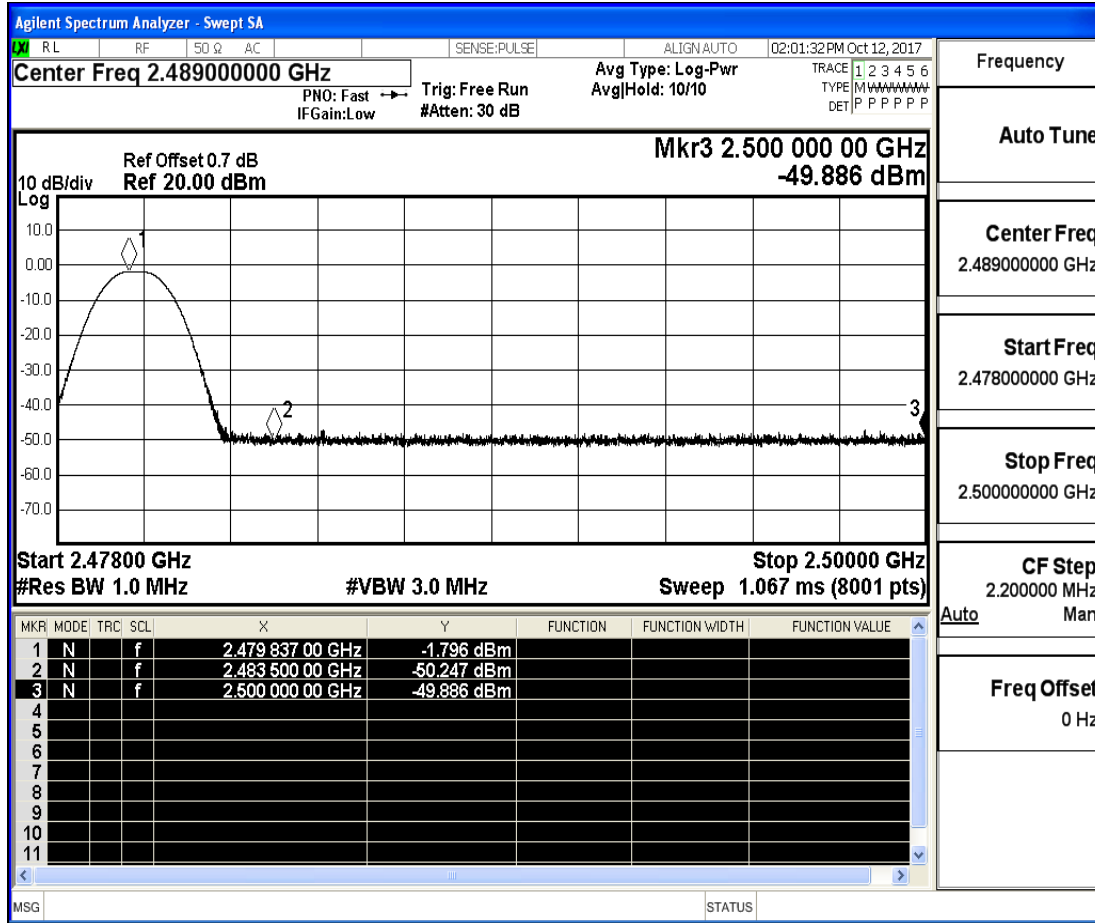 Agilent Spectrum Analyzer - Swept SA
LXI RL RF 50 Ω AC SENSE:PULSE ALIGN AUTO 02:01:32 PM Oct 12, 2017
Center Freq 2.489000000 GHz
PNO: Fast
IFGain:Low
Trig: Free Run
#Atten: 30 dB
Avg Type: Log-Pwr
Avg|Hold: 10/10
TRACE 1 2 3 4 5 6
TYPE M WWWWW
DET P P P P P P
Mkr3 2.500 000 00 GHz
-49.886 dBm
Ref Offset 0.7 dB
10 dB/div Ref 20.00 dBm
Log
10.0
0.00
-10.0
-20.0
-30.0
-40.0
-50.0
-60.0
-70.0
1
2
3
Start 2.47800 GHz Stop 2.50000 GHz
#Res BW 1.0 MHz #VBW 3.0 MHz Sweep 1.067 ms (8001 pts)
MKR MODE TRC SCL X Y FUNCTION FUNCTION WIDTH FUNCTION VALUE
1 N f 2.479 837 00 GHz -1.796 dBm
2 N f 2.483 500 00 GHz -50.247 dBm
3 N f 2.500 000 00 GHz -49.886 dBm
4
5
6
7
8
9
10
11
MSG STATUS
Frequency
Auto Tune
Center Freq
2.489000000 GHz
Start Freq
2.478000000 GHz
Stop Freq
2.500000000 GHz
CF Step
2.200000 MHz
Auto Man
Freq Offset
0 Hz